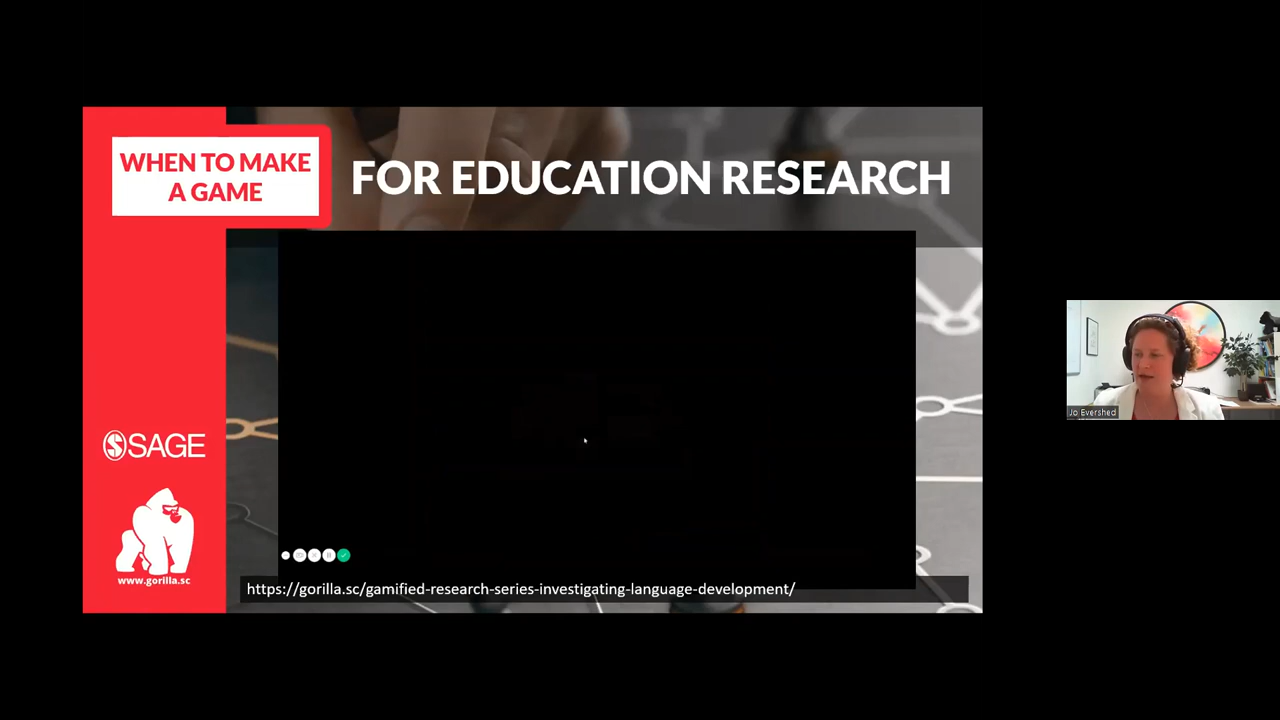 WHEN TO MAKE
A GAME
FOR EDUCATION RESEARCH
SAGE
www.gorilla.sc
https://gorilla.sc/gamified-research-series-investigating-language-development/
Jo Evershed